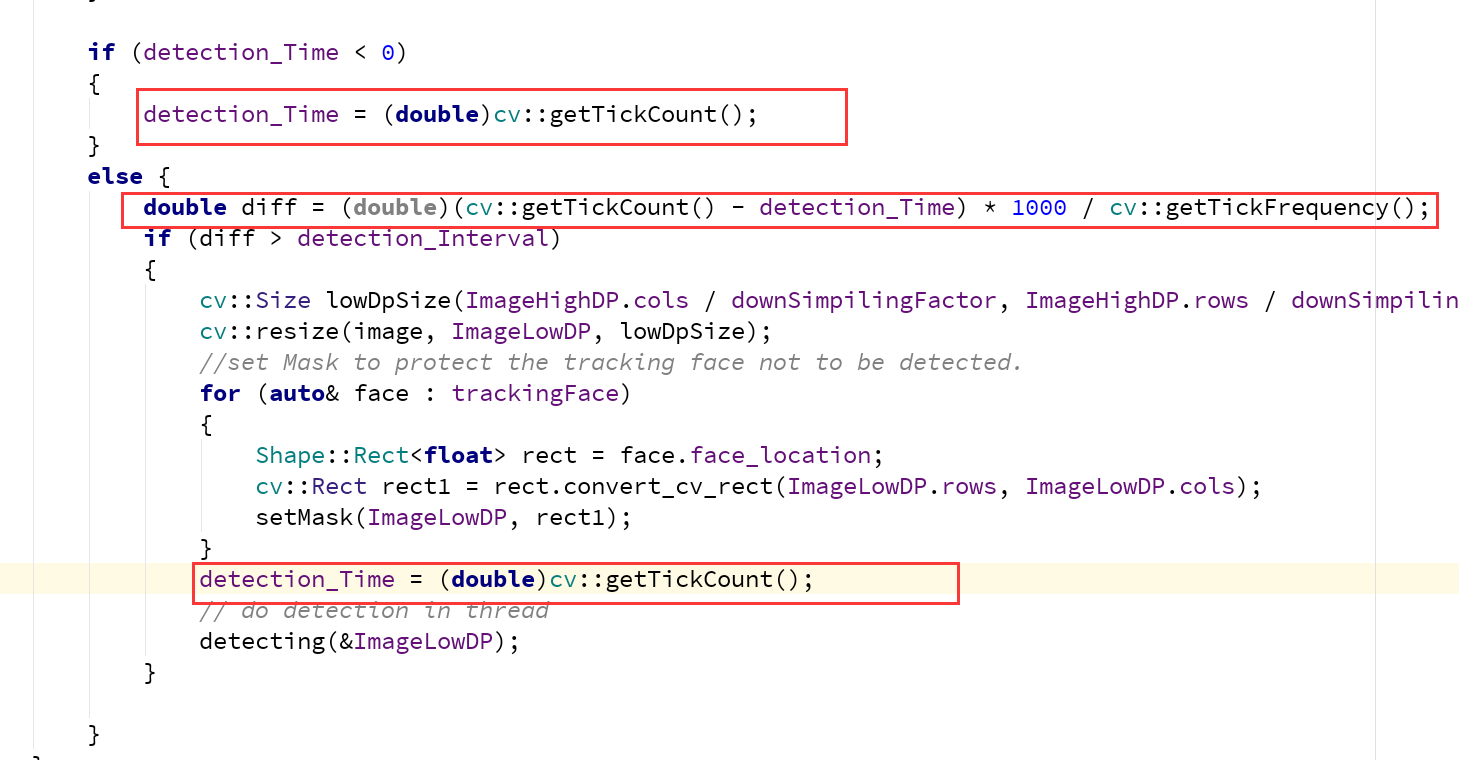 if (detection_Time < 0)
{
detection_Time = (double)cv::getTickCount();
}
else {
double diff = (double)(cv::getTickCount() - detection_Time) * 1000 / cv::getTickFrequency();
if (diff > detection_Interval)
{
cv::Size lowDpSize(ImageHighDP.cols / downSimpilingFactor, ImageHighDP.rows / downSimpilin
cv::resize(image, ImageLowDP, lowDpSize);
//set Mask to protect the tracking face not to be detected.
for (auto& face : trackingFace)
{
Shape::Rect<float> rect = face.face_location;
cv::Rect rect1 = rect.convert_cv_rect(ImageLowDP.rows, ImageLowDP.cols);
setMask(ImageLowDP, rect1);
}
detection_Time = (double)cv::getTickCount();
// do detection in thread
detecting(&ImageLowDP);
}
}